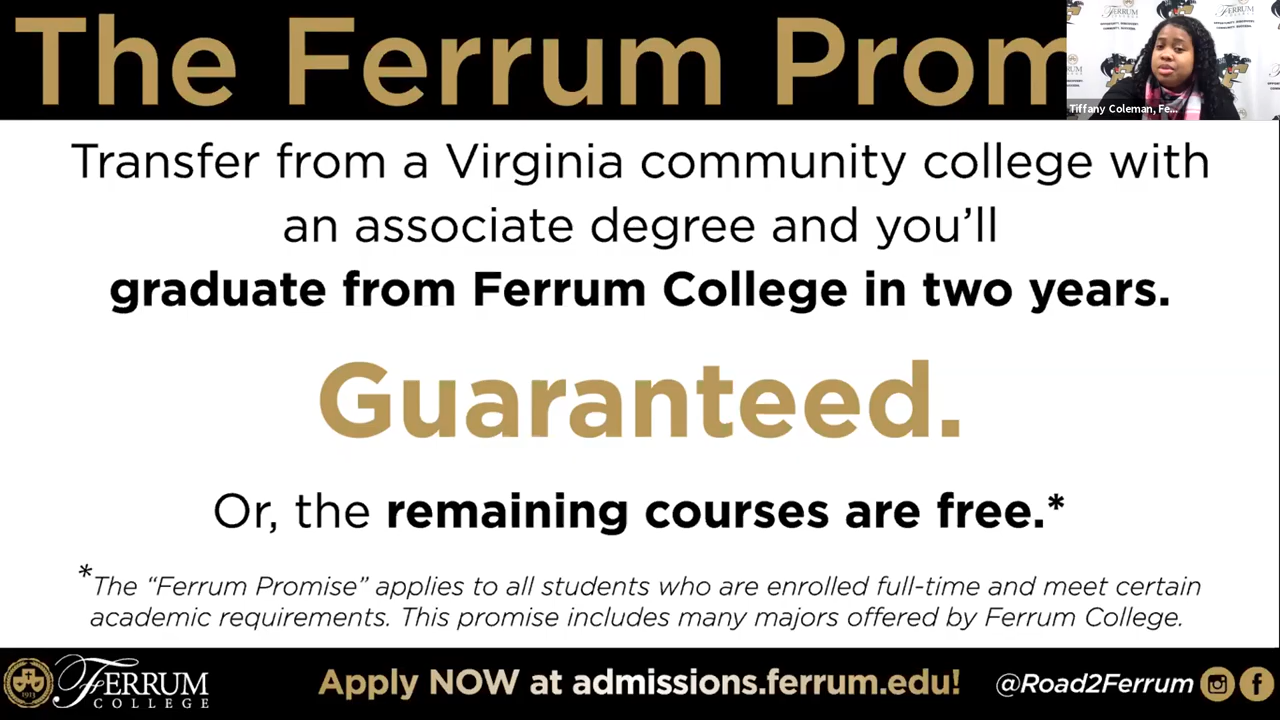 The Ferrum Prom
Tiffany Coleman, Fe...
Transfer from a Virginia community college with
an associate degree and you’ll
graduate from Ferrum College in two years.
Guaranteed.
Or, the remaining courses are free.*
*The “Ferrum Promise” applies to all students who are enrolled full-time and meet certain
academic requirements. This promise includes many majors offered by Ferrum College.
1913
FERRUM
COLLEGE
Apply NOW at admissions.ferrum.edu!
@Road2Ferrum